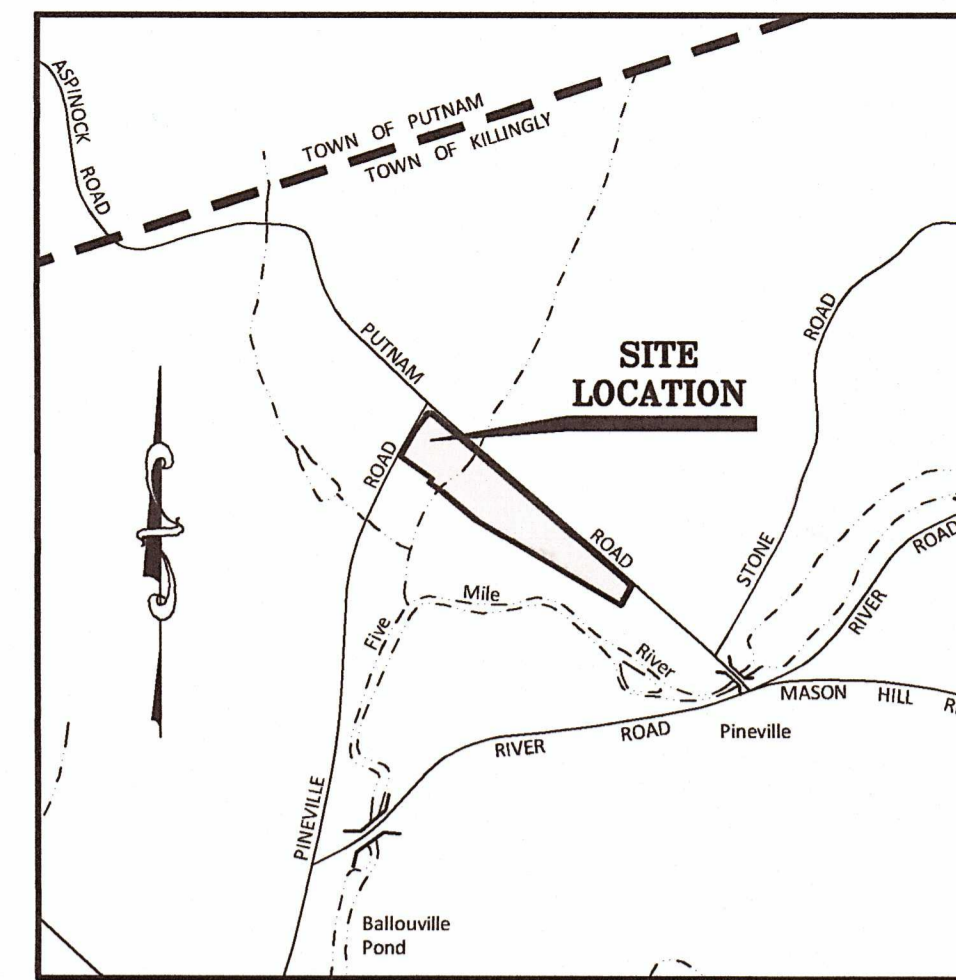 ASPINOCK ROAD
TOWN OF PUTNAM
TOWN OF KILLINGLY
PUTNAM
ROAD
SITE
LOCATION
ROAD
ROAD
STONE
ROAD
RIVER
Mile
Five
River
MASON HILL
RIVER ROAD
Pineville
PINEVILLE
Ballouville
Pond